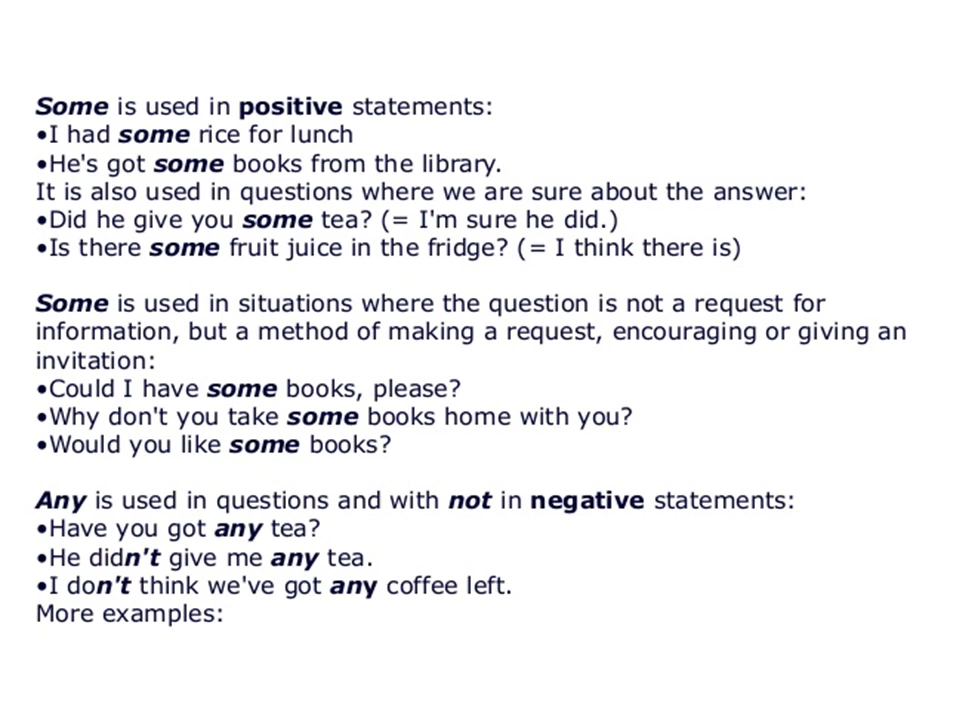 Some is used in positive statements:
•I had some rice for lunch
•He's got some books from the library.
It is also used in questions where we are sure about the answer:
•Did he give you some tea? (= I'm sure he did.)
•Is there some fruit juice in the fridge? (= I think there is)
Some is used in situations where the question is not a request for
information, but a method of making a request, encouraging or giving an
invitation:
•Could I have some books, please?
•Why don't you take some books home with you?
•Would you like some books?
Any is used in questions and with not in negative statements:
•Have you got any tea?
•He didn't give me any tea.
•I don't think we've got any coffee left.
More examples: